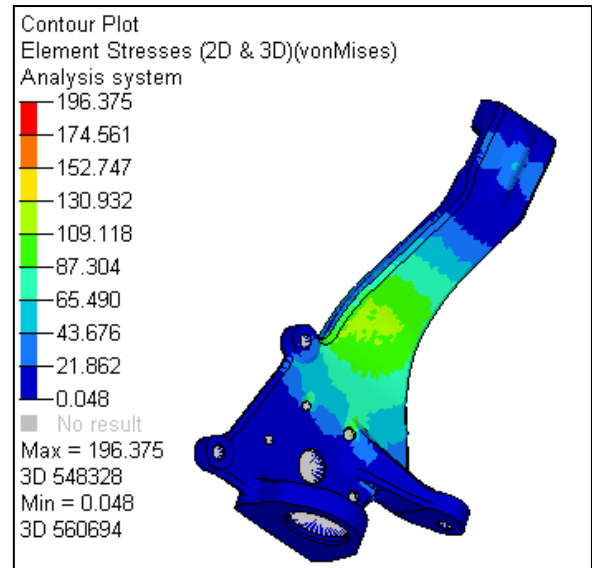 Contour Plot
Element Stresses (2D & 3D)(vonMises)
Analysis system
196.375
174.561
152.747
130.932
109.118
87.304
65.490
43.676
21.862
0.048
No result
Max = 196.375
3D 548328
Min = 0.048
3D 560694